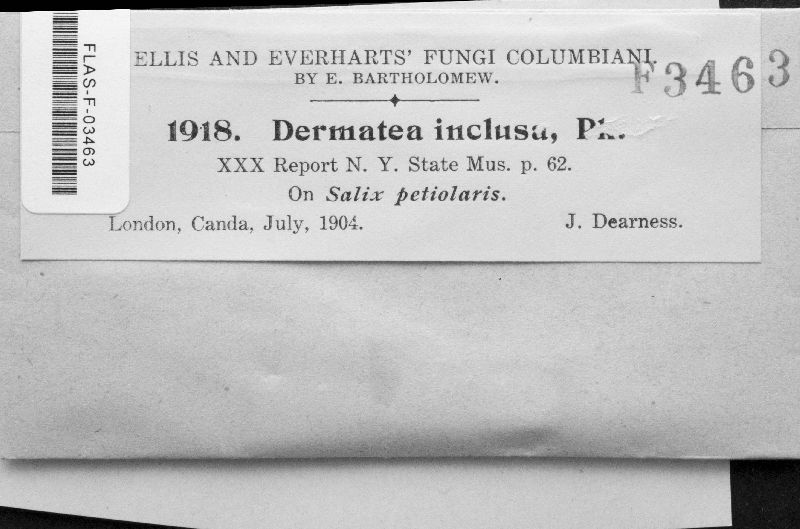 ELLIS AND EVERHARTS' FUNGI COLUMBIANI.
BY E. BARTHOLOMEW.
F3463
FLAS-F-03463
1918. Dermatea inclusa, Pk.
XXX Report N. Y. State Mus. p. 62.
On Salix petiolaris.
London, Canda, July, 1904. J. Dearness.